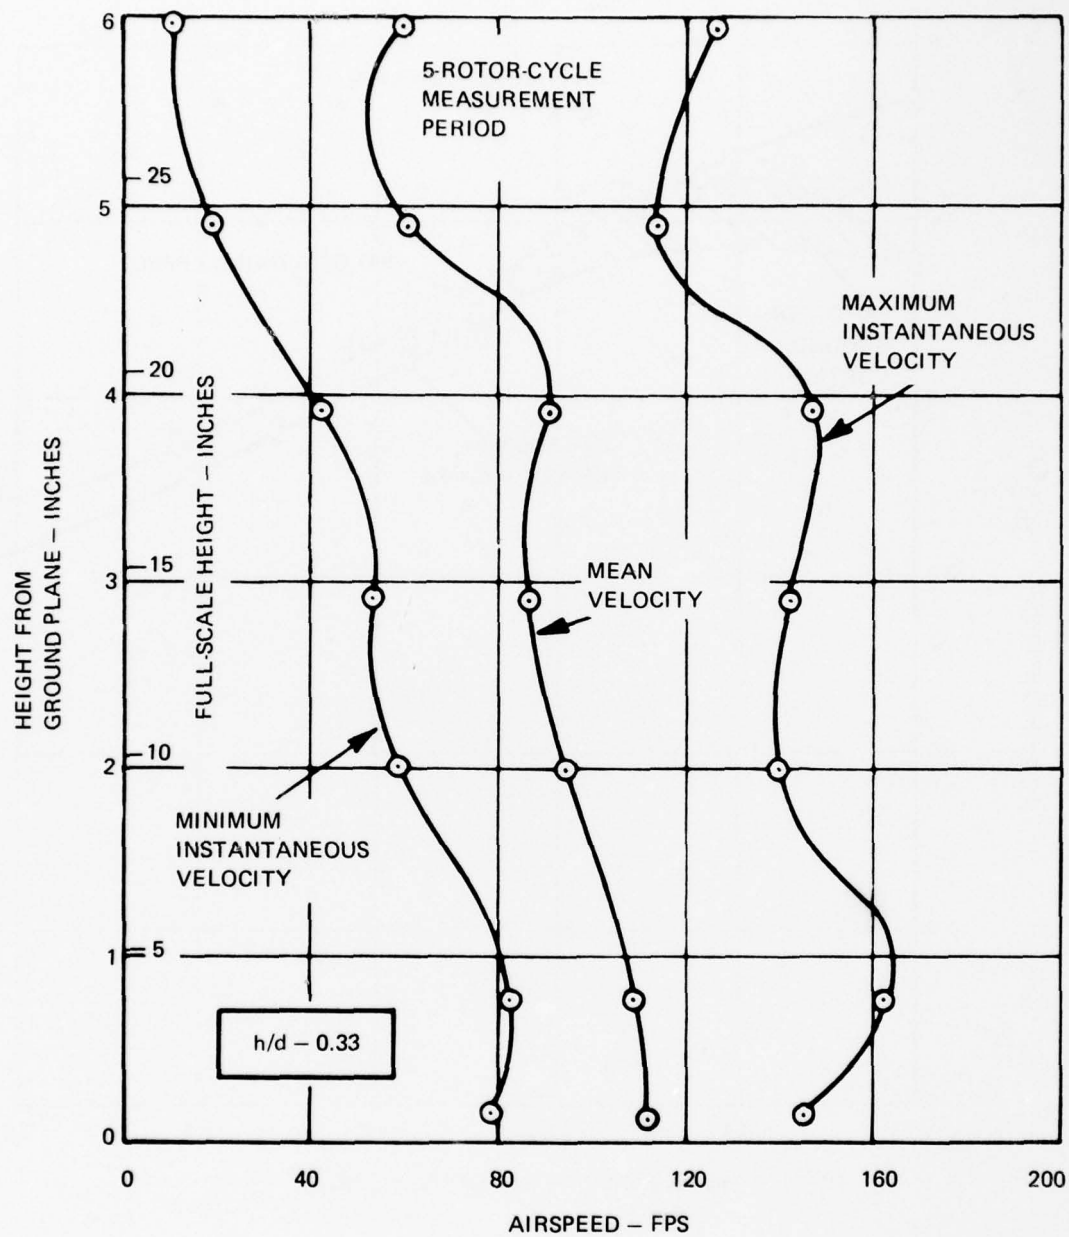 6
5-ROTOR-CYCLE
MEASUREMENT
PERIOD
25
5
MAXIMUM
INSTANTANEOUS
VELOCITY
20
4
HEIGHT FROM
GROUND PLANE – INCHES
FULL-SCALE HEIGHT – INCHES
15
3
MEAN
VELOCITY
10
2
MINIMUM
INSTANTANEOUS
VELOCITY
5
1
h/d – 0.33
0
0 40 80 120 160 200
AIRSPEED – FPS